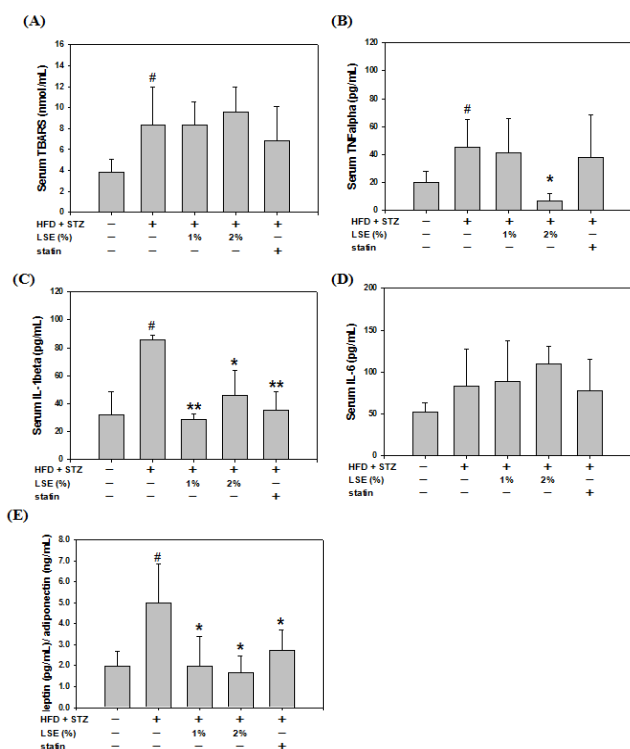 (A)
Serum TBARS (nmol/mL)
16
14
12
10
8
6
4
2
0
#
HFD + STZ − + + + +
LSE (%) − − 1% 2% −
statin − − − − +
(B)
Serum TNFalpha (pg/mL)
120
100
80
60
40
20
0
#
*
HFD + STZ − + + + +
LSE (%) − − 1% 2% −
statin − − − − +
(C)
Serum IL-1beta (pg/mL)
120
100
80
60
40
20
0
#
**
*
**
HFD + STZ − + + + +
LSE (%) − − 1% 2% −
statin − − − − +
(D)
Serum IL-6 (pg/mL)
200
150
100
50
0
HFD + STZ − + + + +
LSE (%) − − 1% 2% −
statin − − − − +
(E)
leptin (pg/mL)/ adiponectin (ng/mL)
8.0
7.0
6.0
5.0
4.0
3.0
2.0
1.0
0.0
#
*
*
*
HFD + STZ − + + + +
LSE (%) − − 1% 2% −
statin − − − − +